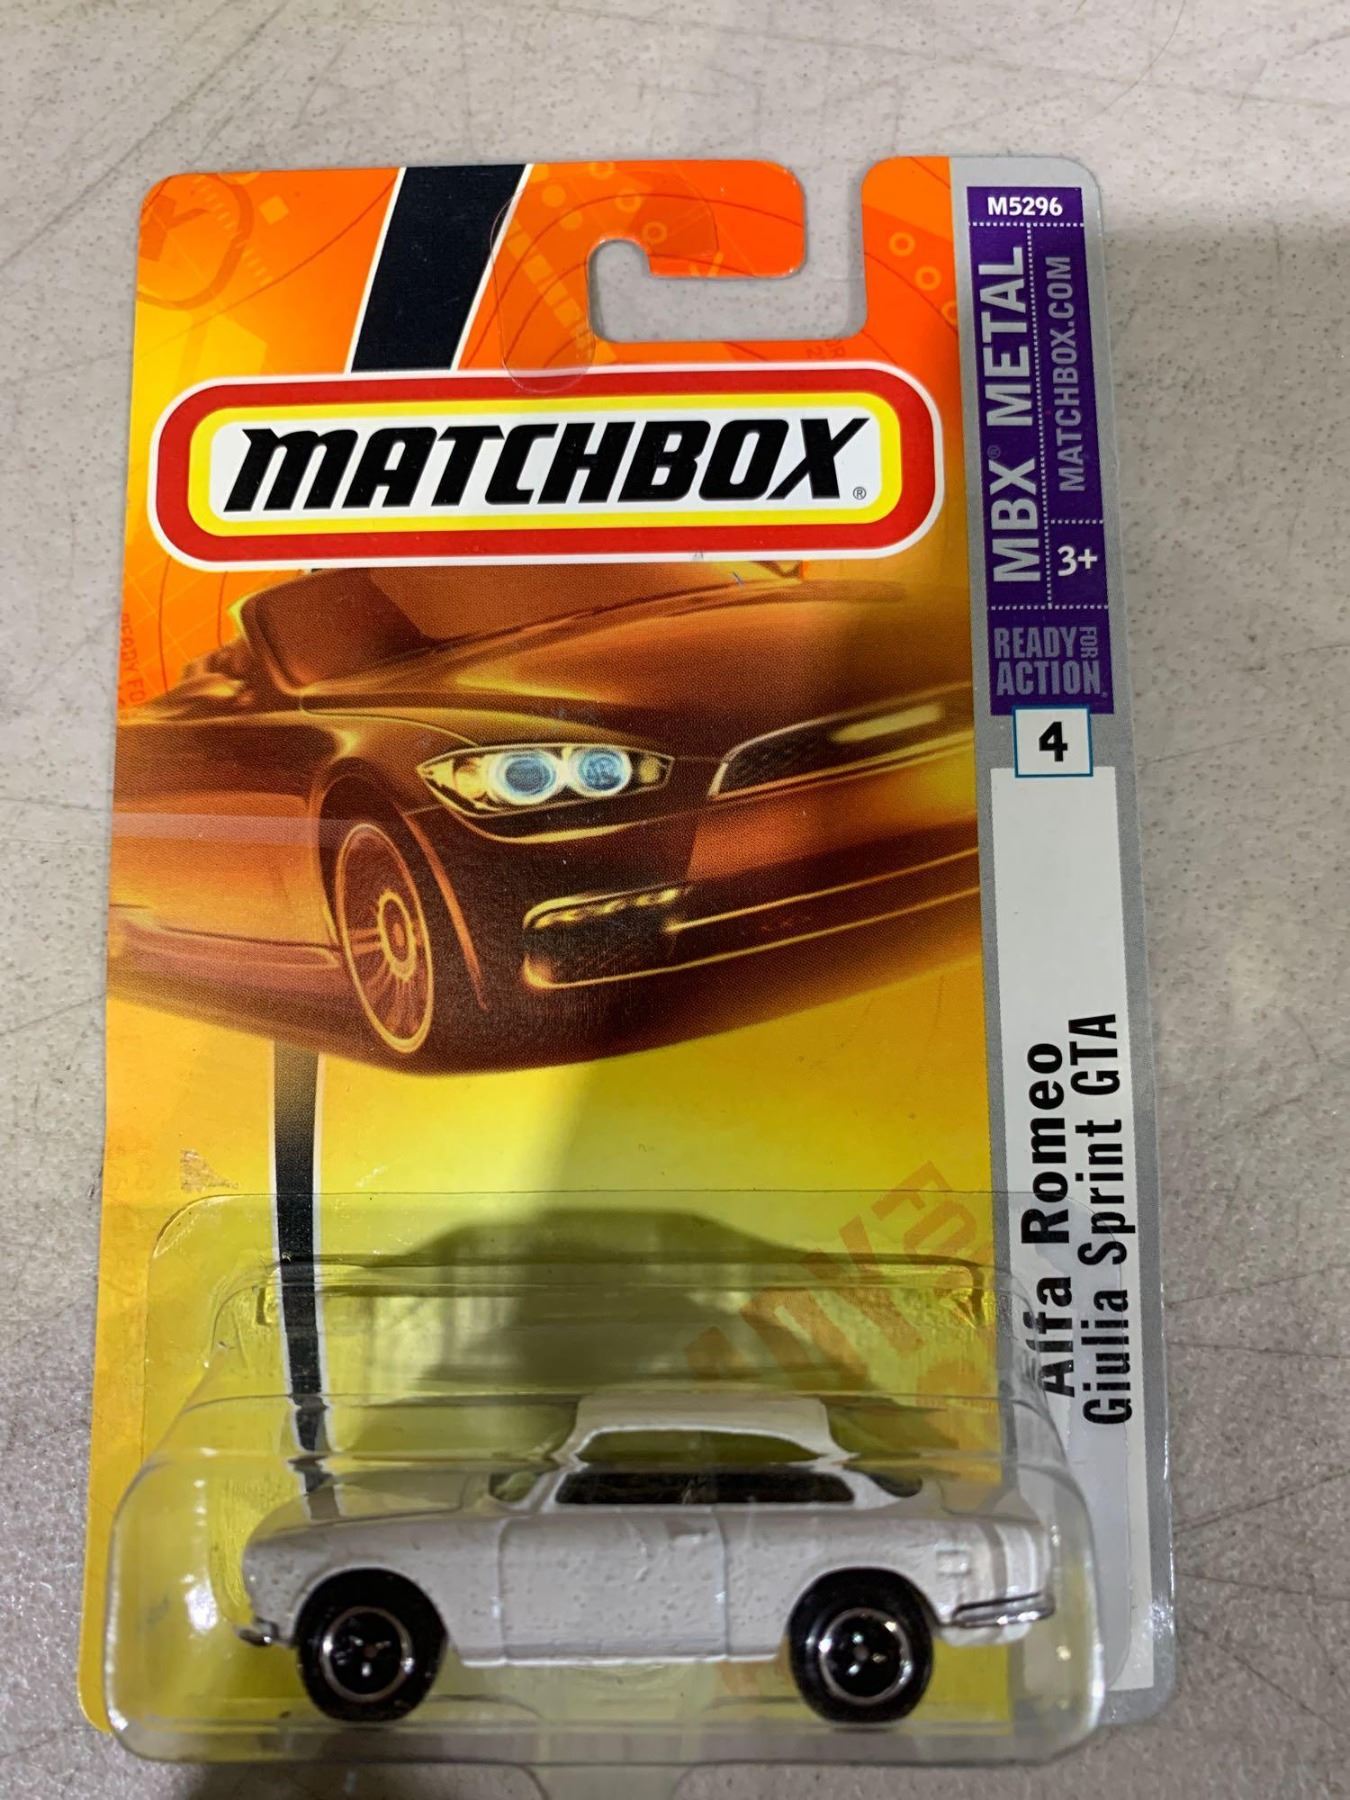 MATCHBOX®
M5296
MBX® METAL
MATCHBOX.COM
3+
READY FOR
ACTION®
4
Alfa Romeo
Giulia Sprint GTA